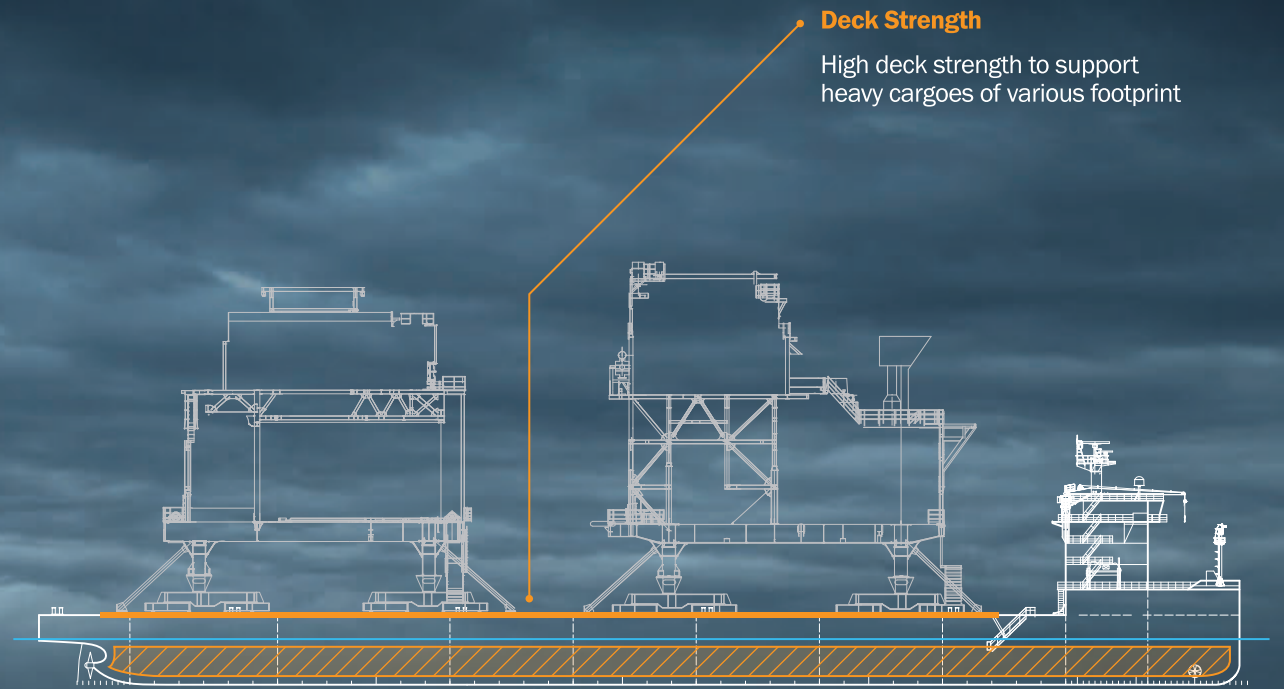 Deck Strength
High deck strength to support
heavy cargoes of various footprint